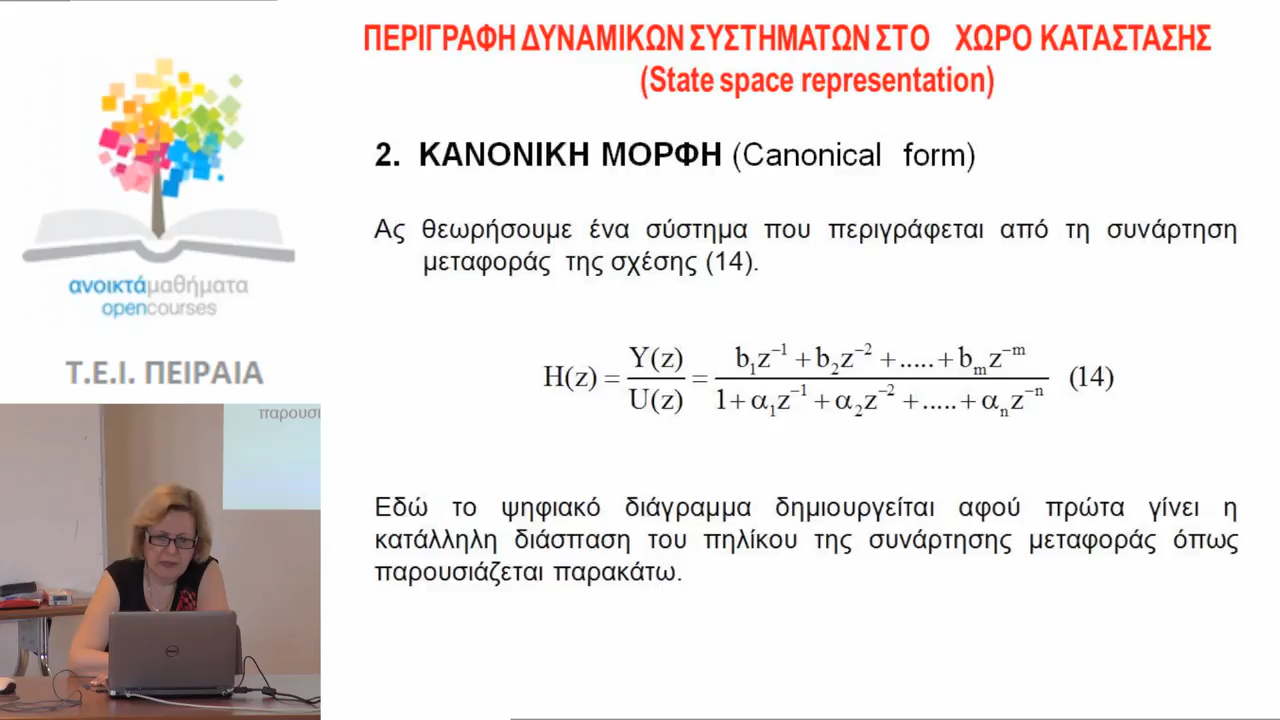 ΠΕΡΙΓΡΑΦΗ ΔΥΝΑΜΙΚΩΝ ΣΥΣΤΗΜΑΤΩΝ ΣΤΟ ΧΩΡΟ ΚΑΤΑΣΤΑΣΗΣ
(State space representation)
2. ΚΑΝΟΝΙΚΗ ΜΟΡΦΗ (Canonical form)
Ας θεωρήσουμε ένα σύστημα που περιγράφεται από τη συνάρτηση
μεταφοράς της σχέσης (14).
H(z) = Y(z)/U(z) = (b₁z⁻¹ + b₂z⁻² + ..... + bₘz⁻ᵐ)/(1 + α₁z⁻¹ + α₂z⁻² + ..... + αₙz⁻ⁿ) (14)
Εδώ το ψηφιακό διάγραμμα δημιουργείται αφού πρώτα γίνει η
κατάλληλη διάσπαση του πηλίκου της συνάρτησης μεταφοράς όπως
παρουσιάζεται παρακάτω.
ανοικτάμαθήματα
opencourses
Τ.Ε.Ι. ΠΕΙΡΑΙΑ
παρουσι
DELL